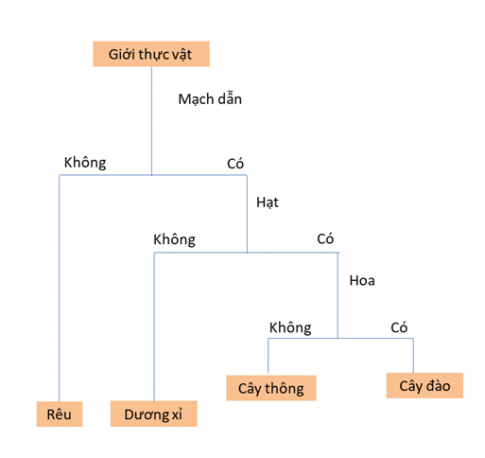 Giới thực vật
Mạch dẫn
Không
Có
Hạt
Không
Có
Hoa
Không
Có
Cây thông
Cây đào
Rêu
Dương xỉ